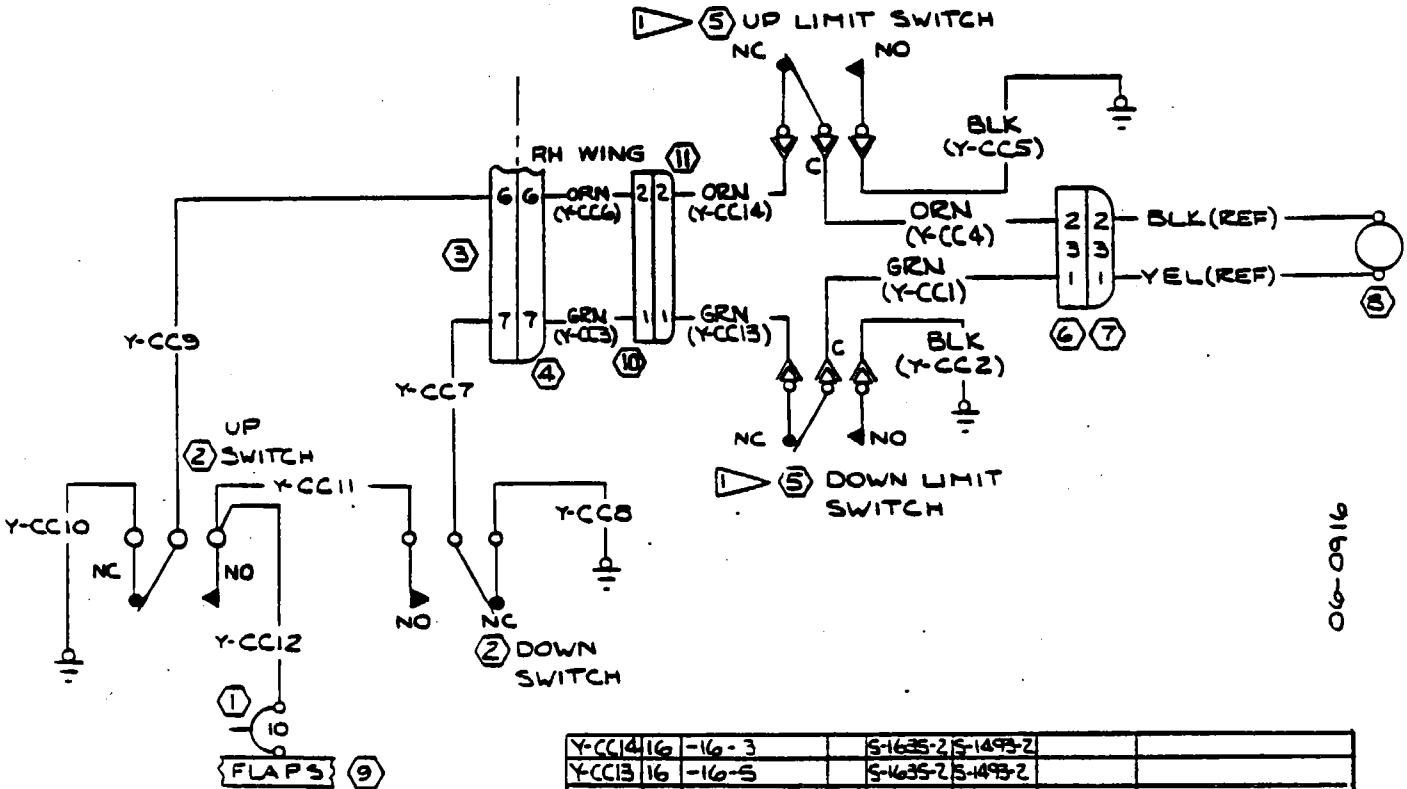 1 5 UP LIMIT SWITCH
NC NO
BLK
(Y-CC5)
RH WING 11
6 6 ORN 2 2 ORN
(Y-CC6) (Y-CC14)
C
ORN
(Y-CC4)
2 2 BLK (REF)
3
3 3
GRN
(Y-CC1)
1 1 YEL (REF)
8
7 7 GRN 1 1 GRN
(Y-CC3) (Y-CC13)
6 7
Y-CC9
4 10
C
BLK
(Y-CC2)
Y-CC7
NC NO
UP
2 SWITCH
1 5 DOWN LIMIT
SWITCH
Y-CC11
Y-CC10
Y-CC8
NC NO
NO NC
Y-CC12
2 DOWN
SWITCH
06-0916
1
10
FLAPS 9
Y-CC14 16 -16-3 S-1635-2 S-1493-2
Y-CC13 16 -16-5 S-1635-2 S-1493-2